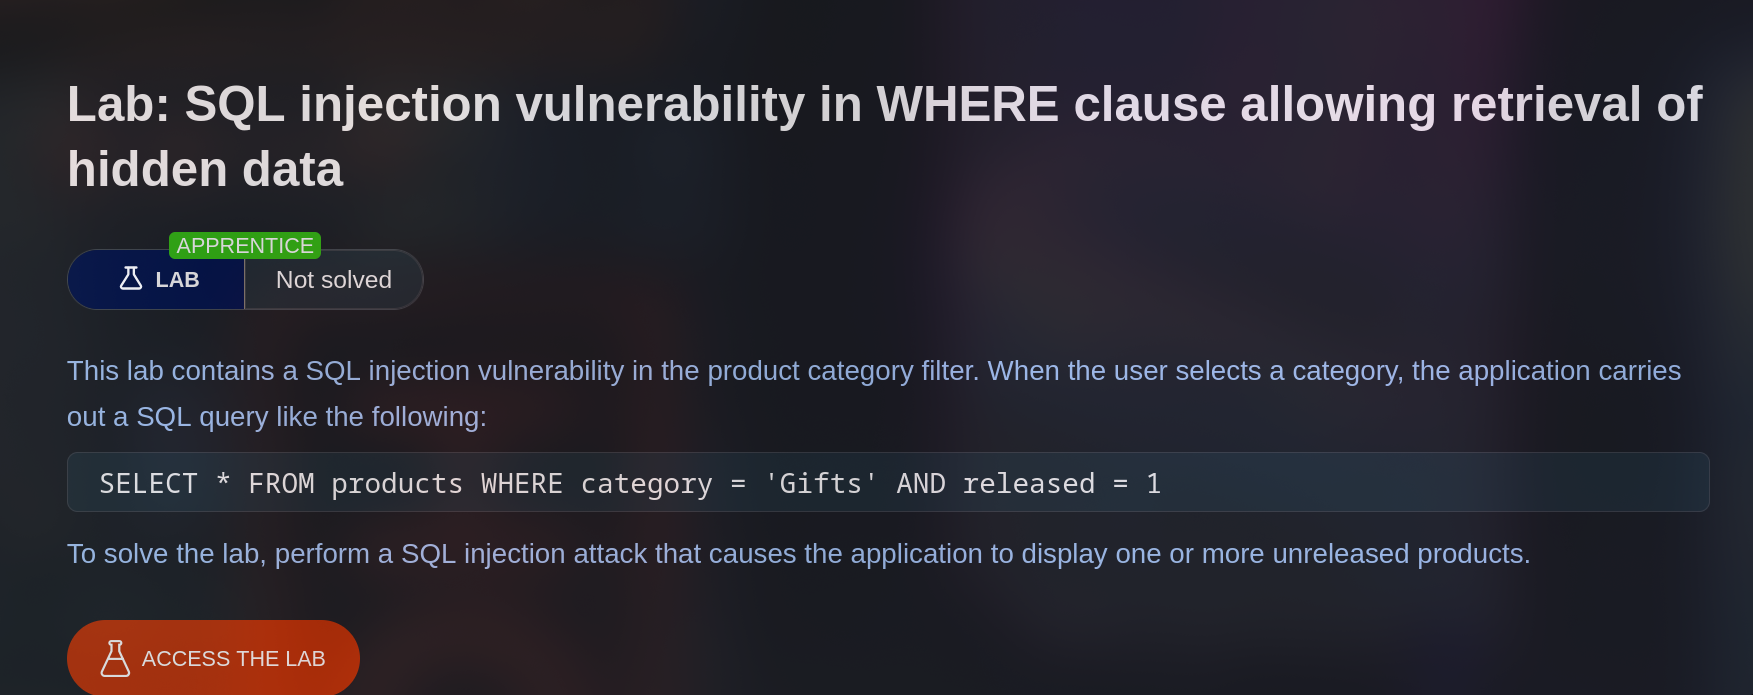 Lab: SQL injection vulnerability in WHERE clause allowing retrieval of
hidden data
APPRENTICE
LAB
Not solved
This lab contains a SQL injection vulnerability in the product category filter. When the user selects a category, the application carries
out a SQL query like the following:
SELECT * FROM products WHERE category = 'Gifts' AND released = 1
To solve the lab, perform a SQL injection attack that causes the application to display one or more unreleased products.
ACCESS THE LAB